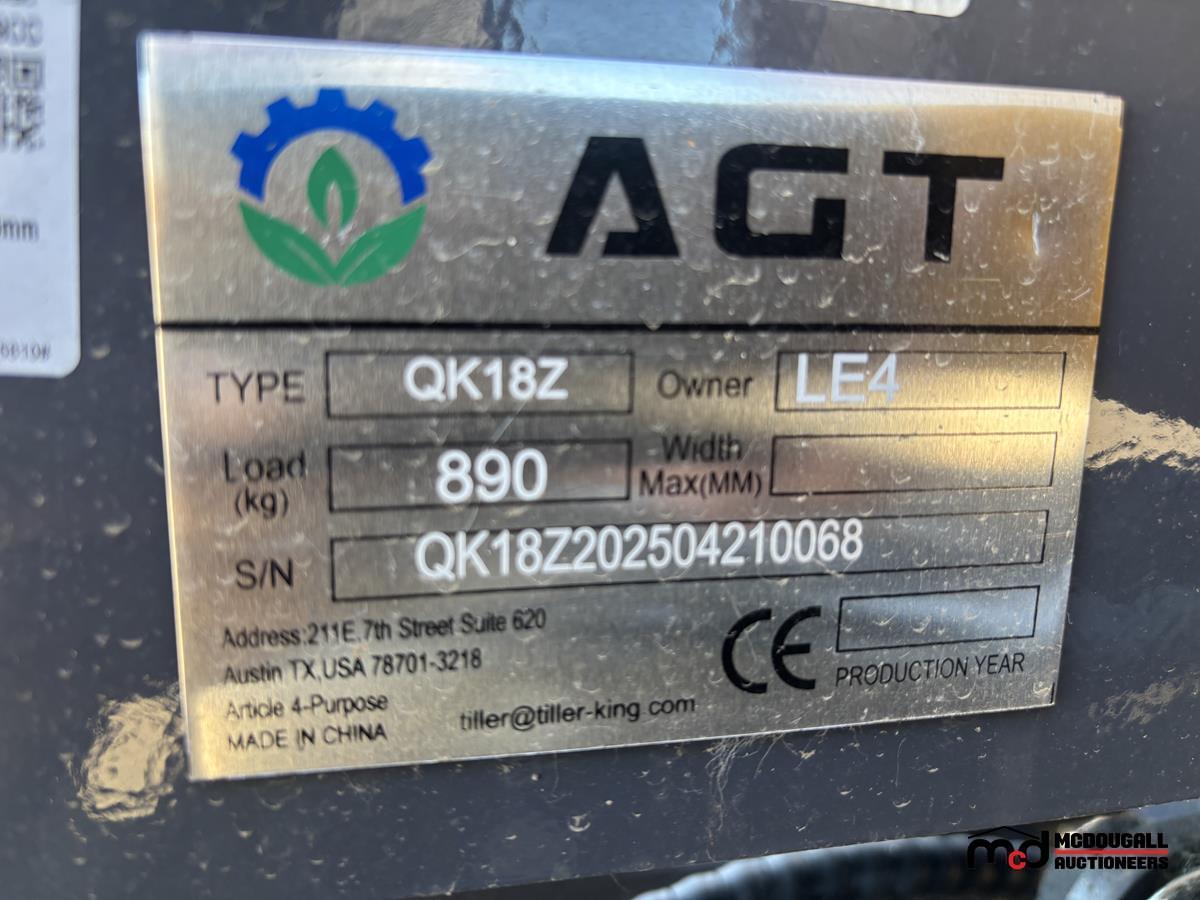 mm
AGT
TYPE QK18Z Owner LE4
Load (kg) 890 Width Max(MM)
S/N QK18Z202504210068
Address:211E.7th Street Suite 620
Austin TX,USA 78701-3218
Article 4-Purpose
MADE IN CHINA
tiller@tiller-king.com
CE
PRODUCTION YEAR
mcd MCDOUGALL
AUCTIONEERS